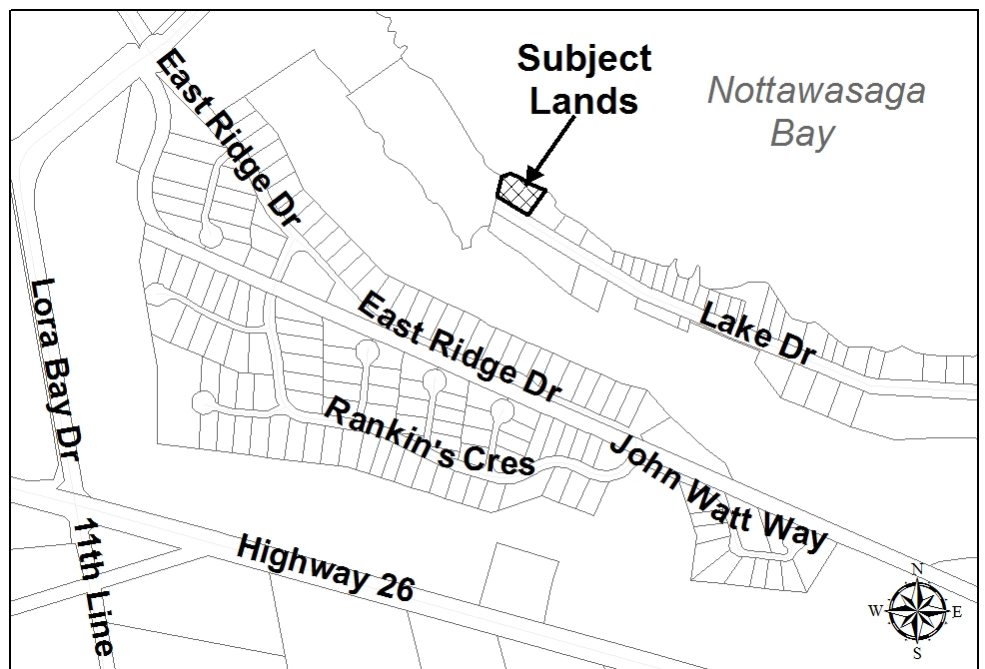 East Ridge Dr
Subject
Lands
Nottawasaga
Bay
Lora Bay Dr
East Ridge Dr
Lake Dr
Rankin's Cres
John Watt Way
11th Line
Highway 26
N
W
E
S